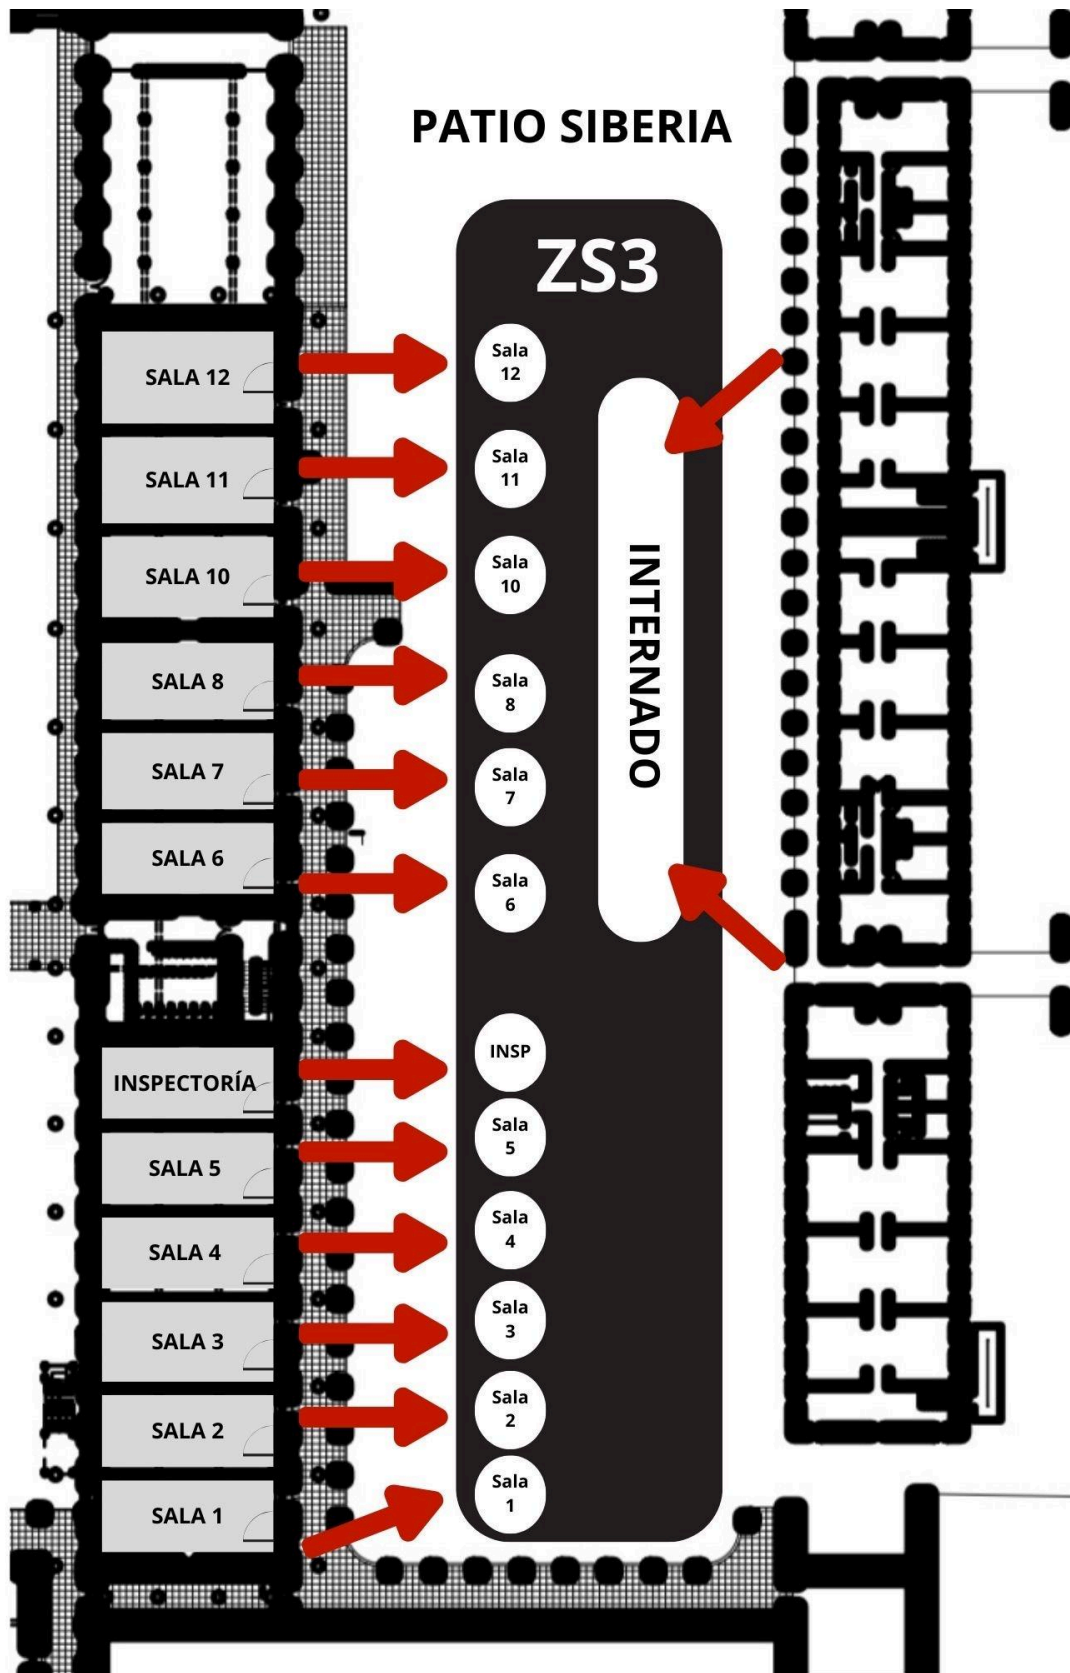 PATIO SIBERIA
ZS3
SALA 12
SALA 11
SALA 10
SALA 8
SALA 7
SALA 6
INSPECTORÍA
SALA 5
SALA 4
SALA 3
SALA 2
SALA 1
Sala
12
Sala
11
Sala
10
Sala
8
Sala
7
Sala
6
INSP
Sala
5
Sala
4
Sala
3
Sala
2
Sala
1
INTERNADO